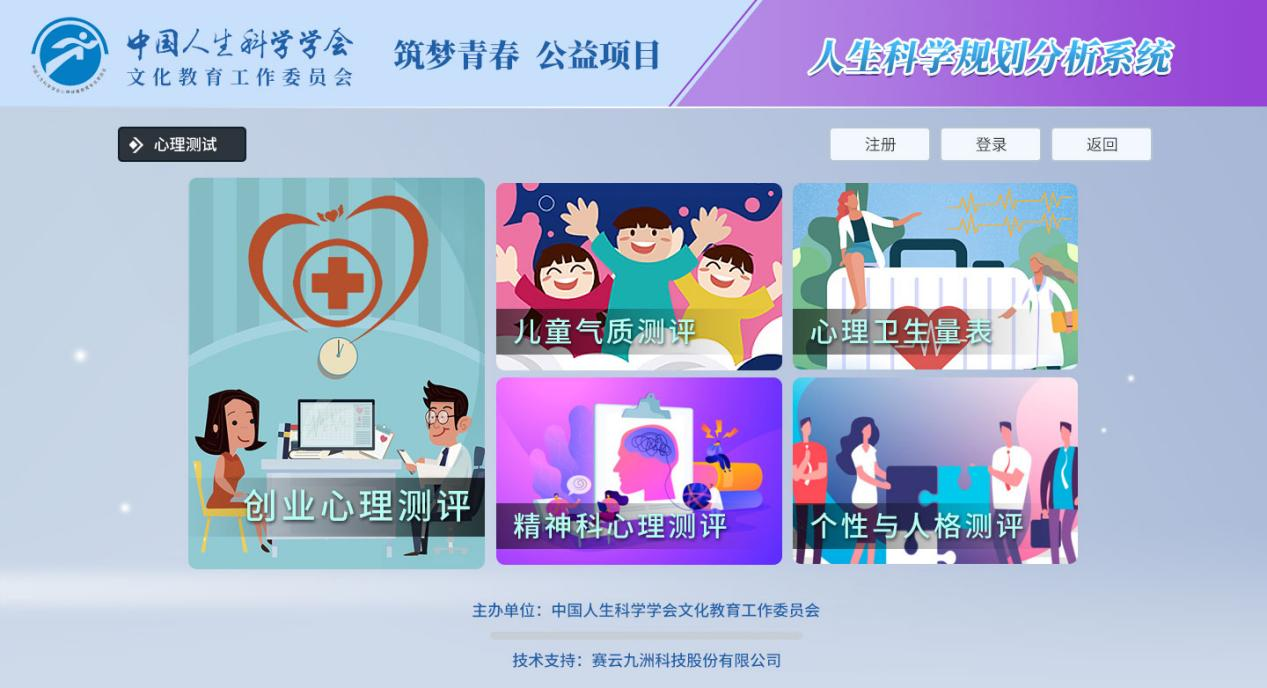 中国人生科学学会
文化教育工作委员会
筑梦青春 公益项目
人生科学规划分析系统
心理测试
注册
登录
返回
创业心理测评
儿童气质测评
心理卫生量表
精神科心理测评
个性与人格测评
主办单位：中国人生科学学会文化教育工作委员会
技术支持：赛云九洲科技股份有限公司